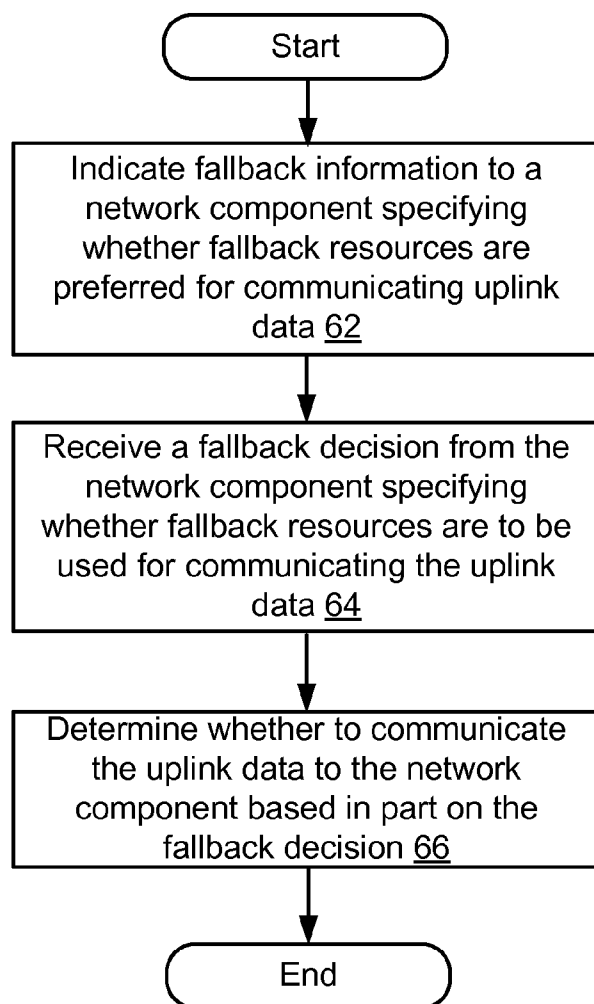 Start
Indicate fallback information to a
network component specifying
whether fallback resources are
preferred for communicating uplink
data 62
Receive a fallback decision from the
network component specifying
whether fallback resources are to be
used for communicating the uplink
data 64
Determine whether to communicate
the uplink data to the network
component based in part on the
fallback decision 66
End